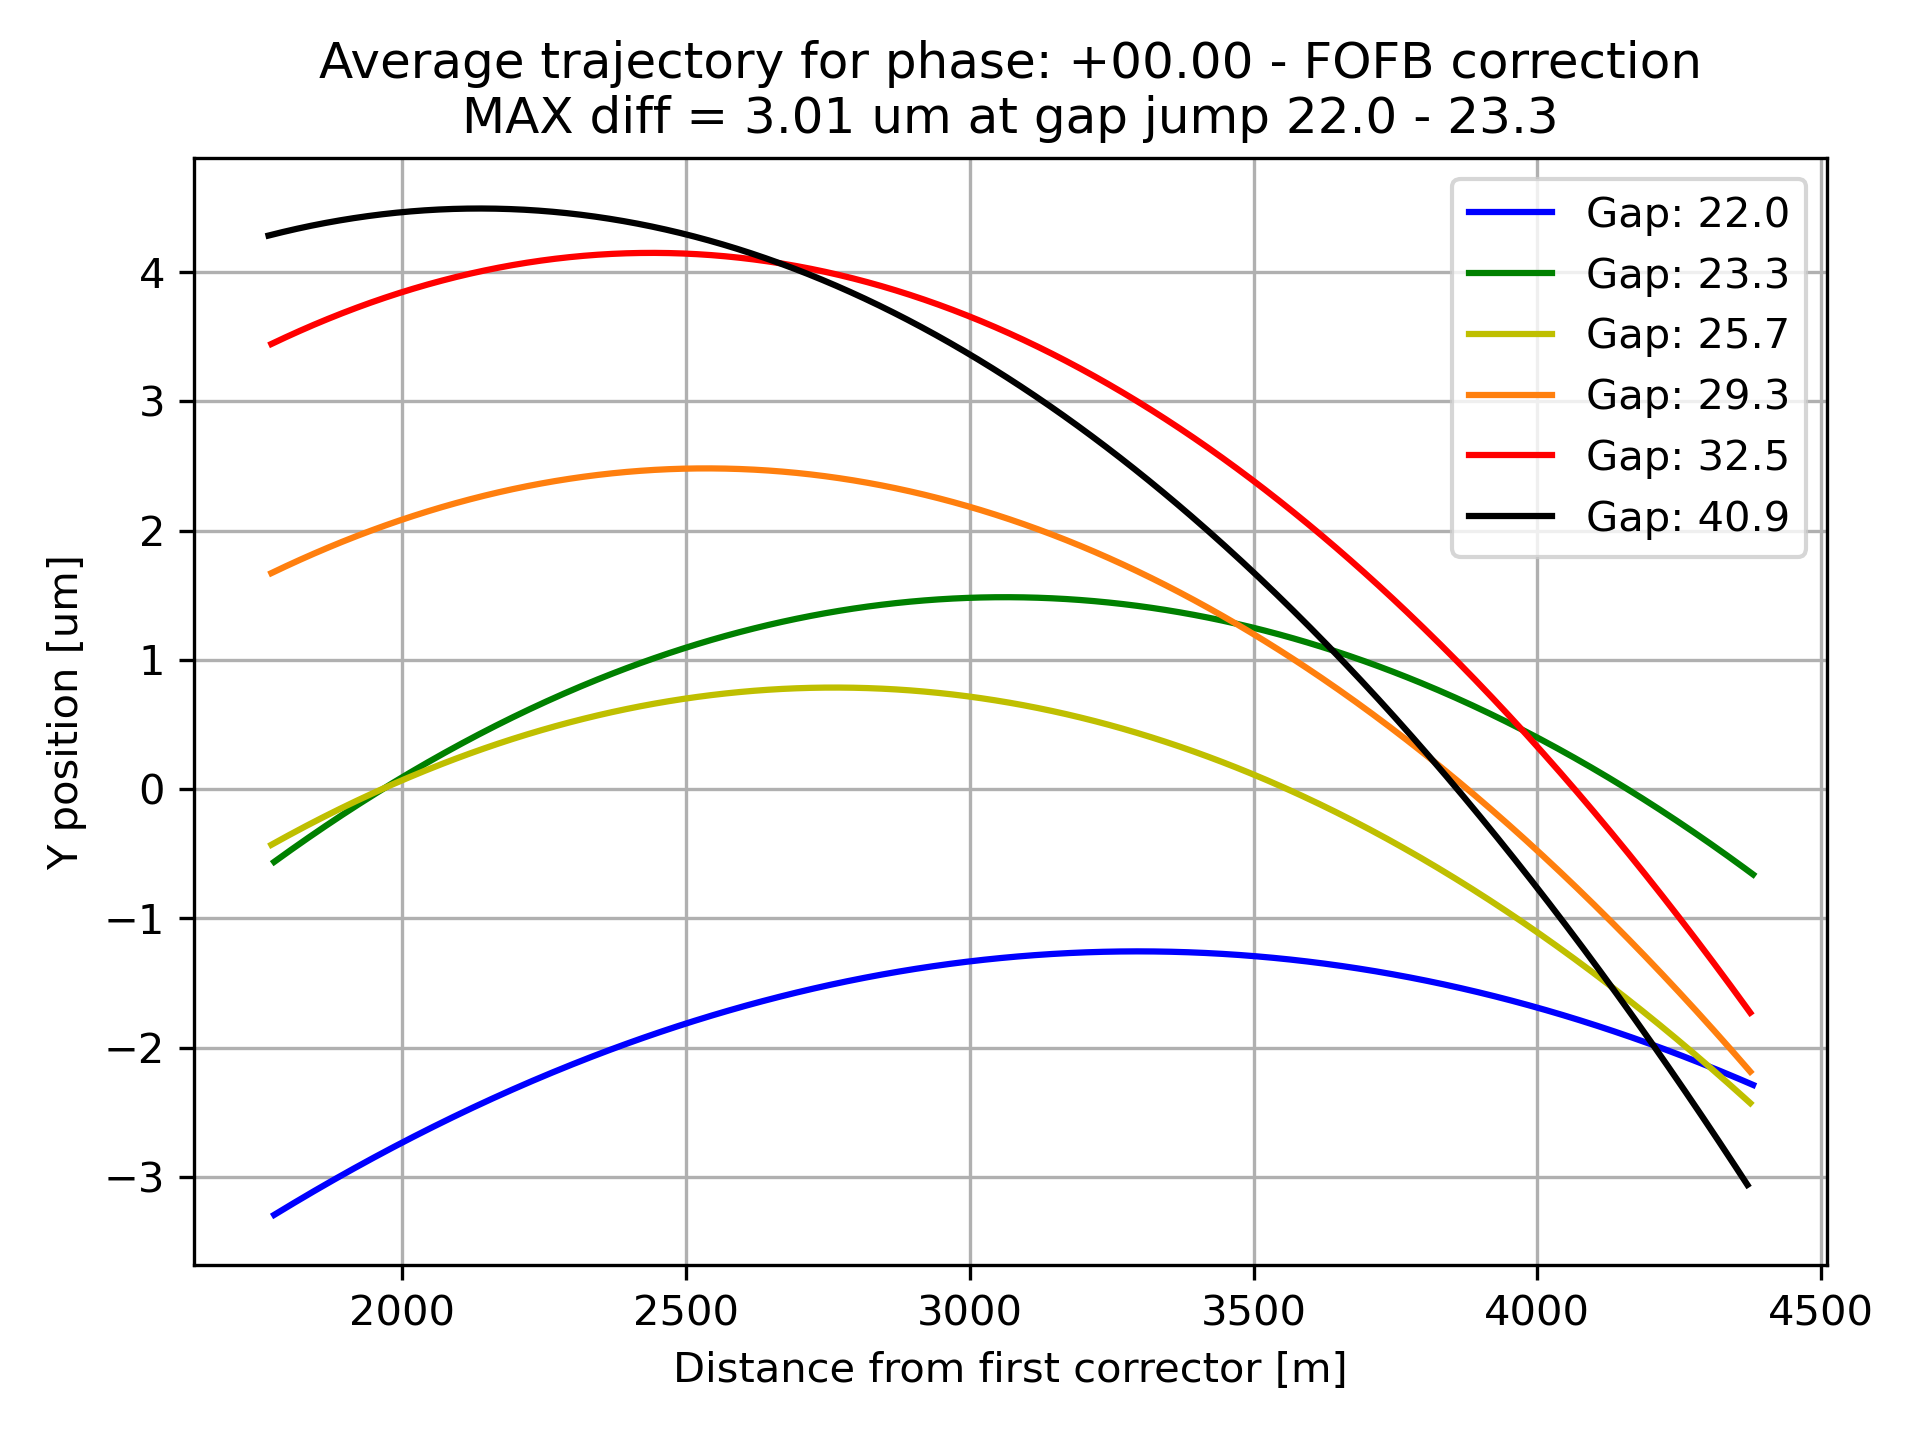 Average trajectory for phase: +00.00 - FOFB correction
MAX diff = 3.01 um at gap jump 22.0 - 23.3
Gap: 22.0
Gap: 23.3
Gap: 25.7
Gap: 29.3
Gap: 32.5
Gap: 40.9
Y position [um]
4
3
2
1
0
−1
−2
−3
2000 2500 3000 3500 4000 4500
Distance from first corrector [m]